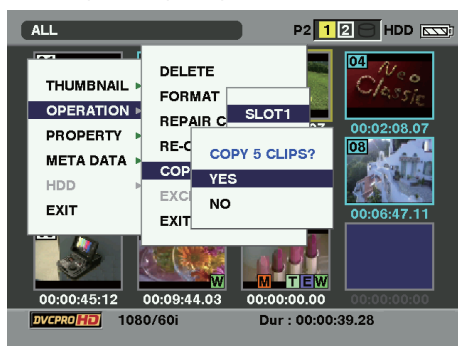 ALL P2 1 2 HDD
04
Neo Classic
THUMBNAIL
OPERATION
PROPERTY
META DATA
HDD
EXIT
DELETE
FORMAT
REPAIR C
RE-C
COP
EXC
EXIT
SLOT1
COPY 5 CLIPS?
YES
NO
00:02:08.07
08
00:06:47.11
W M T E W
00:00:45:12 00:09:44.03 00:00:00.00 00:00:00.00
DVCPRO HD 1080/60i Dur : 00:00:39.28